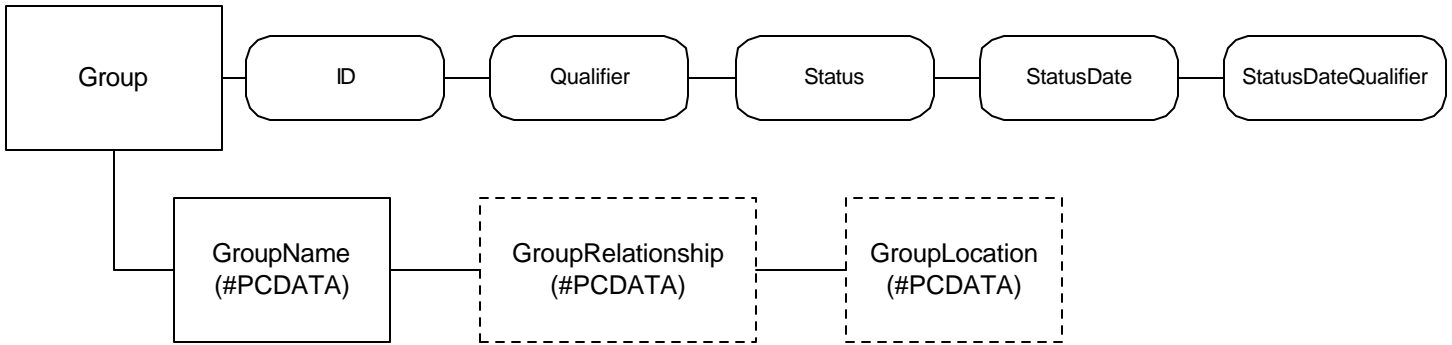 Group
ID
Qualifier
Status
StatusDate
StatusDateQualifier
GroupName
(#PCDATA)
GroupRelationship
(#PCDATA)
GroupLocation
(#PCDATA)